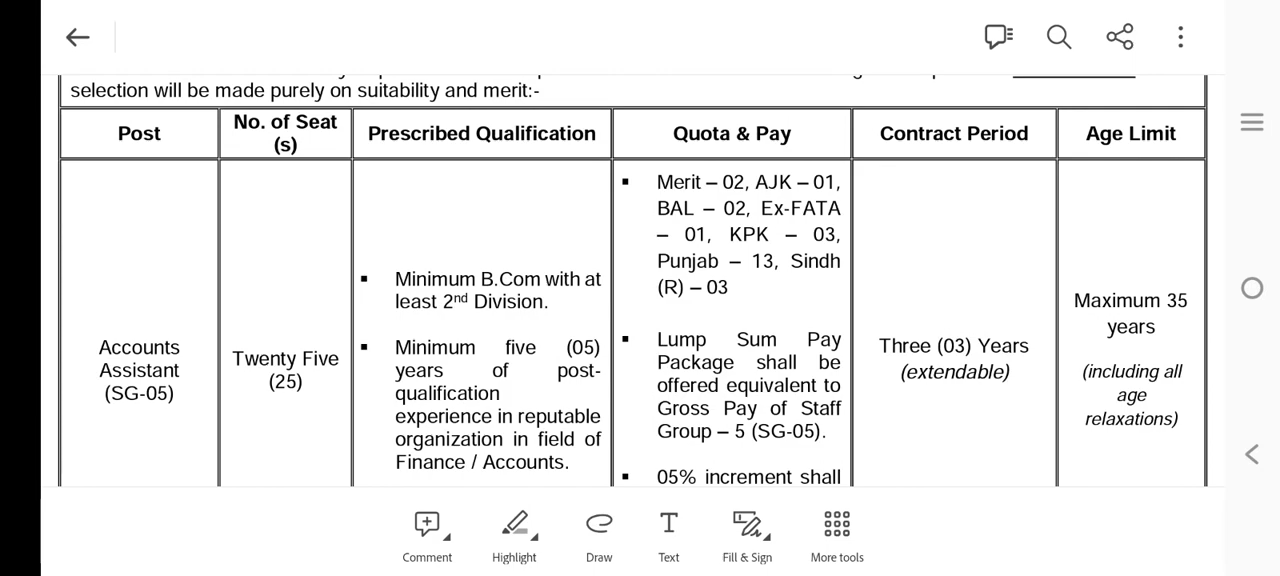 selection will be made purely on suitability and merit:-
Post
No. of Seat
(s)
Prescribed Qualification
Quota & Pay
Contract Period
Age Limit
Accounts
Assistant
(SG-05)
Twenty Five
(25)
▪ Minimum B.Com with at
least 2nd Division.
▪ Minimum five (05)
years of post-
qualification
experience in reputable
organization in field of
Finance / Accounts.
▪ Merit – 02, AJK – 01,
BAL – 02, Ex-FATA
– 01, KPK – 03,
Punjab – 13, Sindh
(R) – 03
▪ Lump Sum Pay
Package shall be
offered equivalent to
Gross Pay of Staff
Group – 5 (SG-05).
▪ 05% increment shall
Three (03) Years
(extendable)
Maximum 35
years
(including all
age
relaxations)
Comment
Highlight
Draw
Text
Fill & Sign
More tools